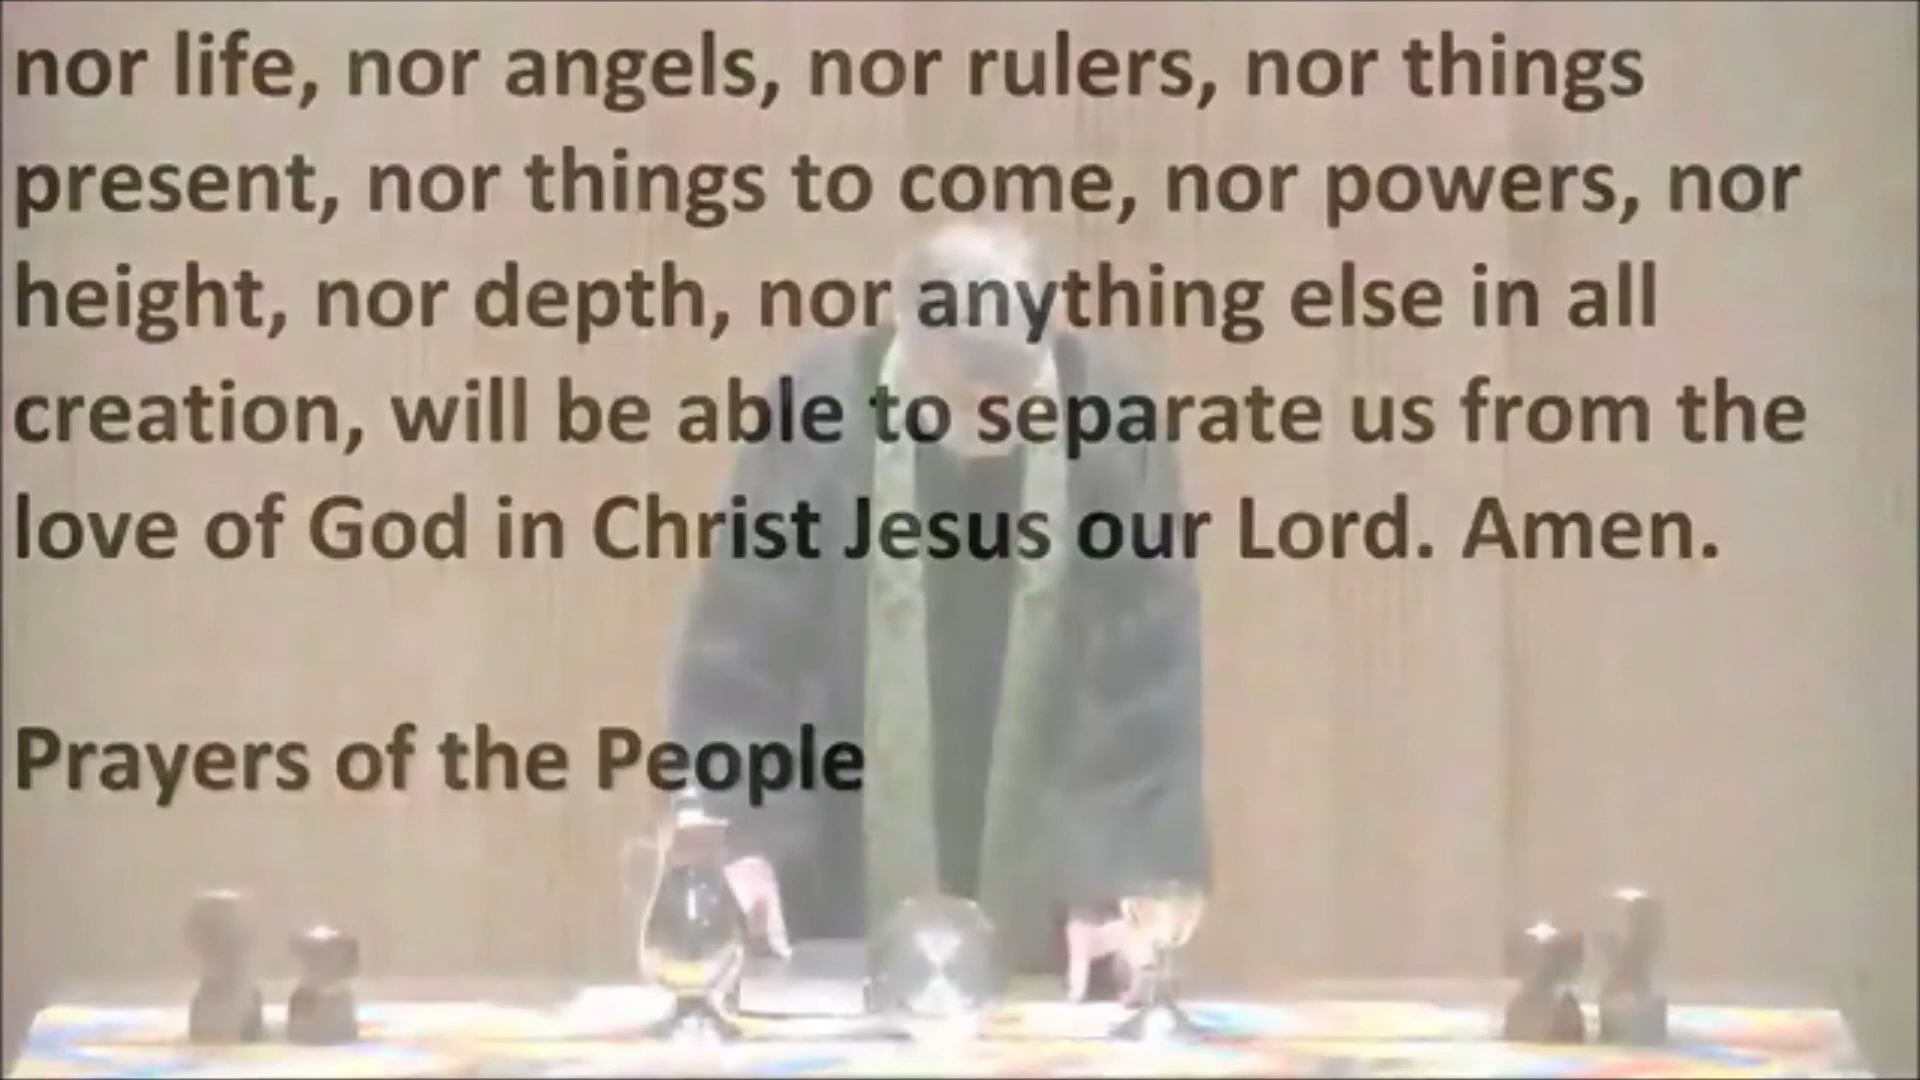 nor life, nor angels, nor rulers, nor things
present, nor things to come, nor powers, nor
height, nor depth, nor anything else in all
creation, will be able to separate us from the
love of God in Christ Jesus our Lord. Amen.
Prayers of the People